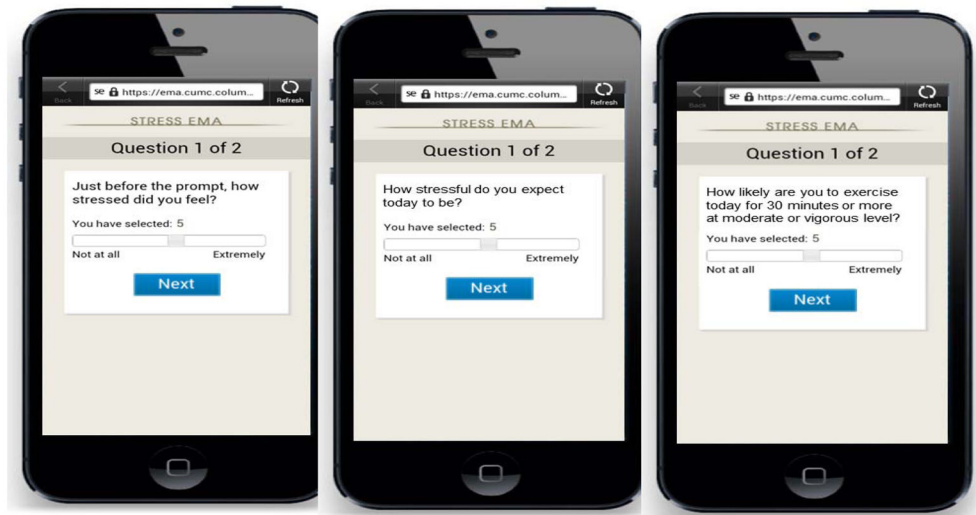 Back
se https://ema.cumc.colum...
Refresh
STRESS EMA
Question 1 of 2
Just before the prompt, how
stressed did you feel?
You have selected: 5
Not at all Extremely
Next
Back
se https://ema.cumc.colum...
Refresh
STRESS EMA
Question 1 of 2
How stressful do you expect
today to be?
You have selected: 5
Not at all Extremely
Next
Back
se https://ema.cumc.colum...
Refresh
STRESS EMA
Question 1 of 2
How likely are you to exercise
today for 30 minutes or more
at moderate or vigorous level?
You have selected: 5
Not at all Extremely
Next